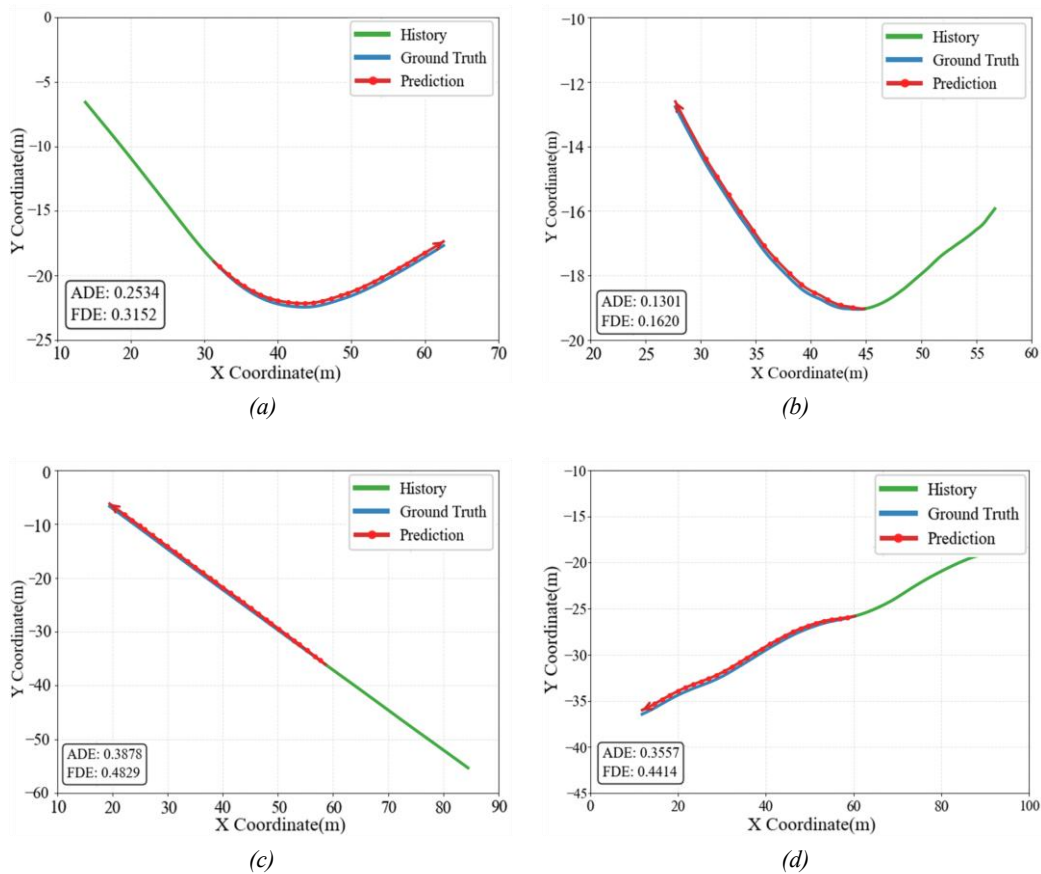 0
−5
−10
−15
−20
−25
10
20
30
40
50
60
70
Y Coordinate(m)
X Coordinate(m)
History
Ground Truth
Prediction
ADE: 0.2534
FDE: 0.3152
(a)
−10
−12
−14
−16
−18
−20
20
25
30
35
40
45
50
55
60
Y Coordinate(m)
X Coordinate(m)
History
Ground Truth
Prediction
ADE: 0.1301
FDE: 0.1620
(b)
0
−10
−20
−30
−40
−50
−60
10
20
30
40
50
60
70
80
90
Y Coordinate(m)
X Coordinate(m)
History
Ground Truth
Prediction
ADE: 0.3878
FDE: 0.4829
(c)
−10
−15
−20
−25
−30
−35
−40
−45
0
20
40
60
80
100
Y Coordinate(m)
X Coordinate(m)
History
Ground Truth
Prediction
ADE: 0.3557
FDE: 0.4414
(d)